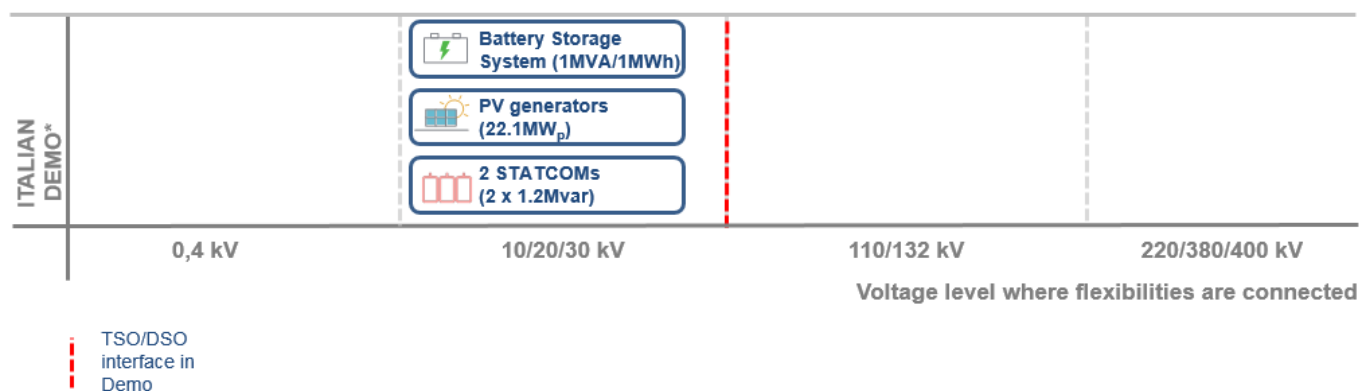 ITALIAN
DEMO*
Battery Storage
System (1MVA/1MWh)
PV generators
(22.1MWp)
2 STATCOMs
(2 x 1.2Mvar)
0,4 kV
10/20/30 kV
110/132 kV
220/380/400 kV
Voltage level where flexibilities are connected
TSO/DSO
interface in
Demo